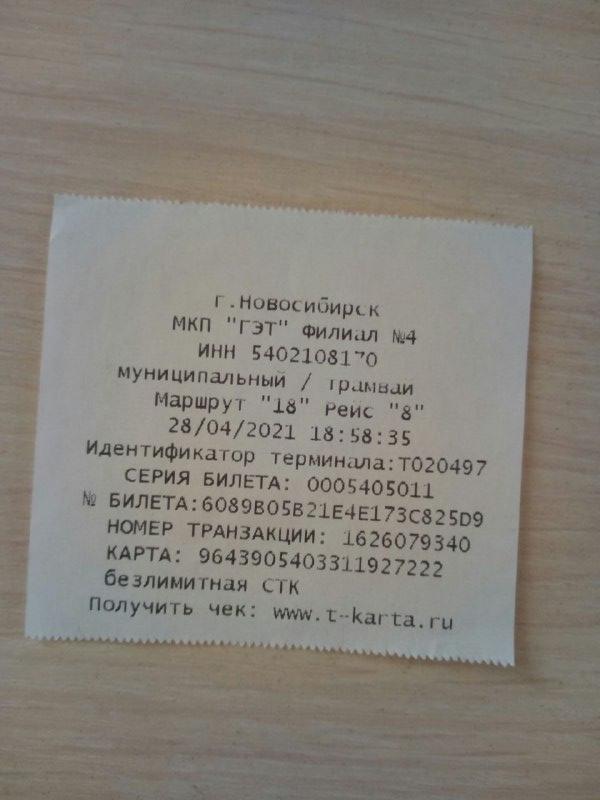 г.Новосибирск
МКП "ГЭТ" филиал №4
ИНН 5402108170
муниципальный / трамвай
Маршрут "18" Рейс "8"
28/04/2021 18:58:35
Идентификатор терминала:T020497
СЕРИЯ БИЛЕТА: 0005405011
№ БИЛЕТА:6089B05B21E4E173C825D9
НОМЕР ТРАНЗАКЦИИ: 1626079340
КАРТА: 9643905403311927222
безлимитная СТК
Получить чек: www.t-karta.ru